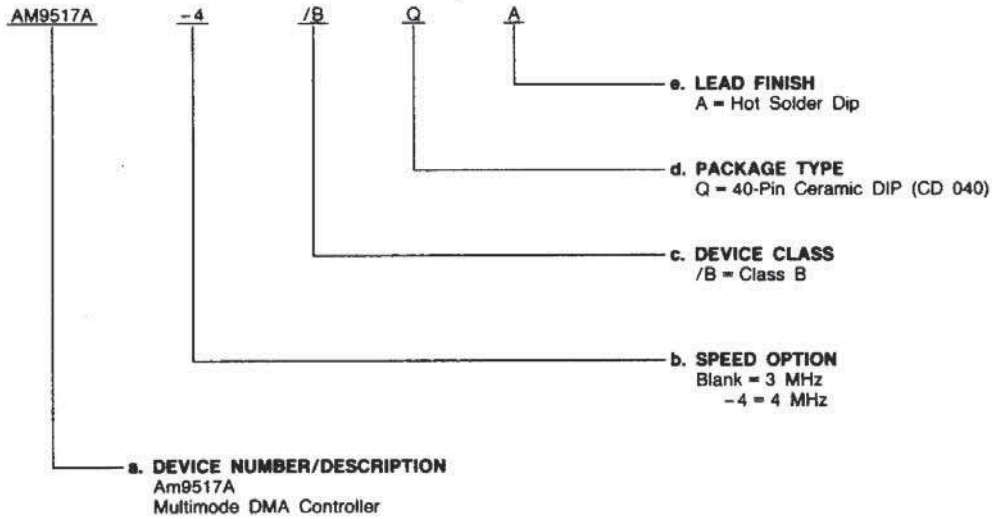 AM9517A -4 /B Q A
e. LEAD FINISH
A = Hot Solder Dip
d. PACKAGE TYPE
Q = 40-Pin Ceramic DIP (CD 040)
c. DEVICE CLASS
/B = Class B
b. SPEED OPTION
Blank = 3 MHz
-4 = 4 MHz
a. DEVICE NUMBER/DESCRIPTION
Am9517A
Multimode DMA Controller